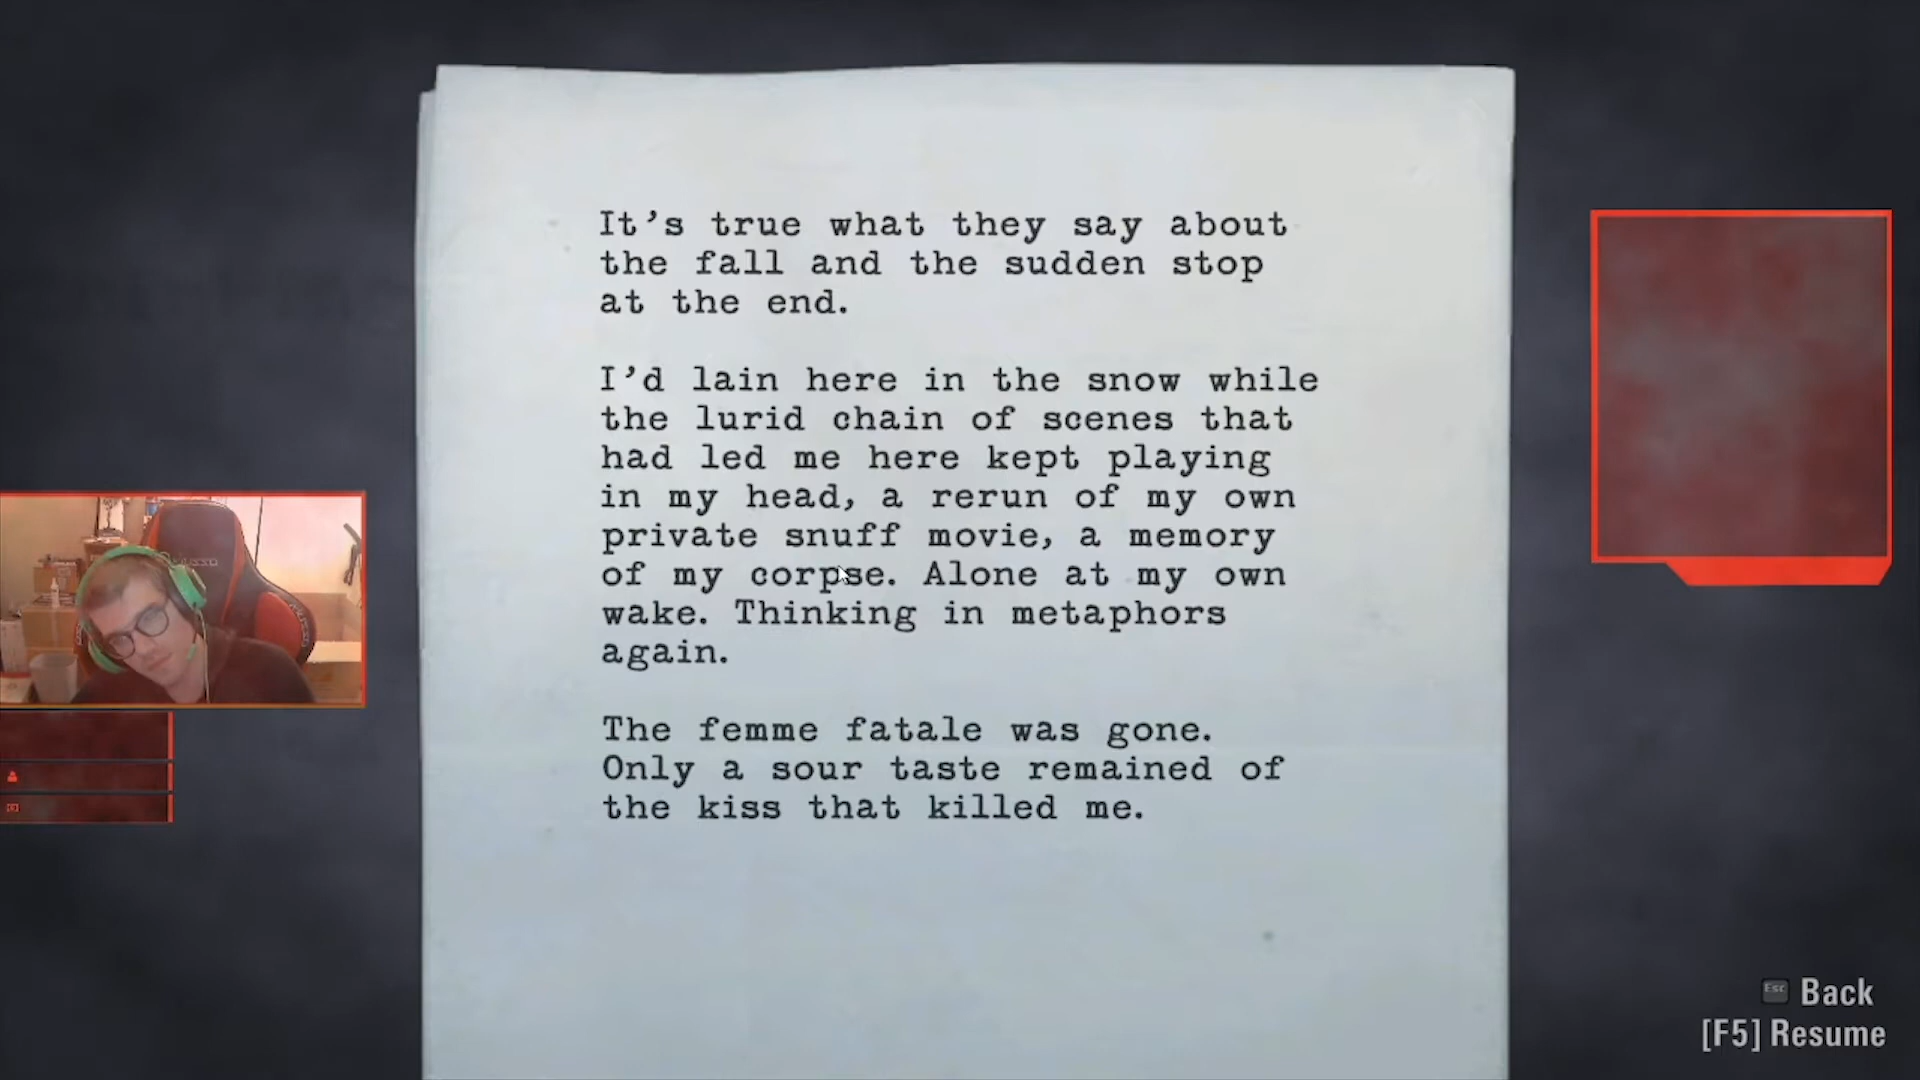 It's true what they say about
the fall and the sudden stop
at the end.
I'd lain here in the snow while
the lurid chain of scenes that
had led me here kept playing
in my head, a rerun of my own
private snuff movie, a memory
of my corpse. Alone at my own
wake. Thinking in metaphors
again.
The femme fatale was gone.
Only a sour taste remained of
the kiss that killed me.
Esc Back
[F5] Resume